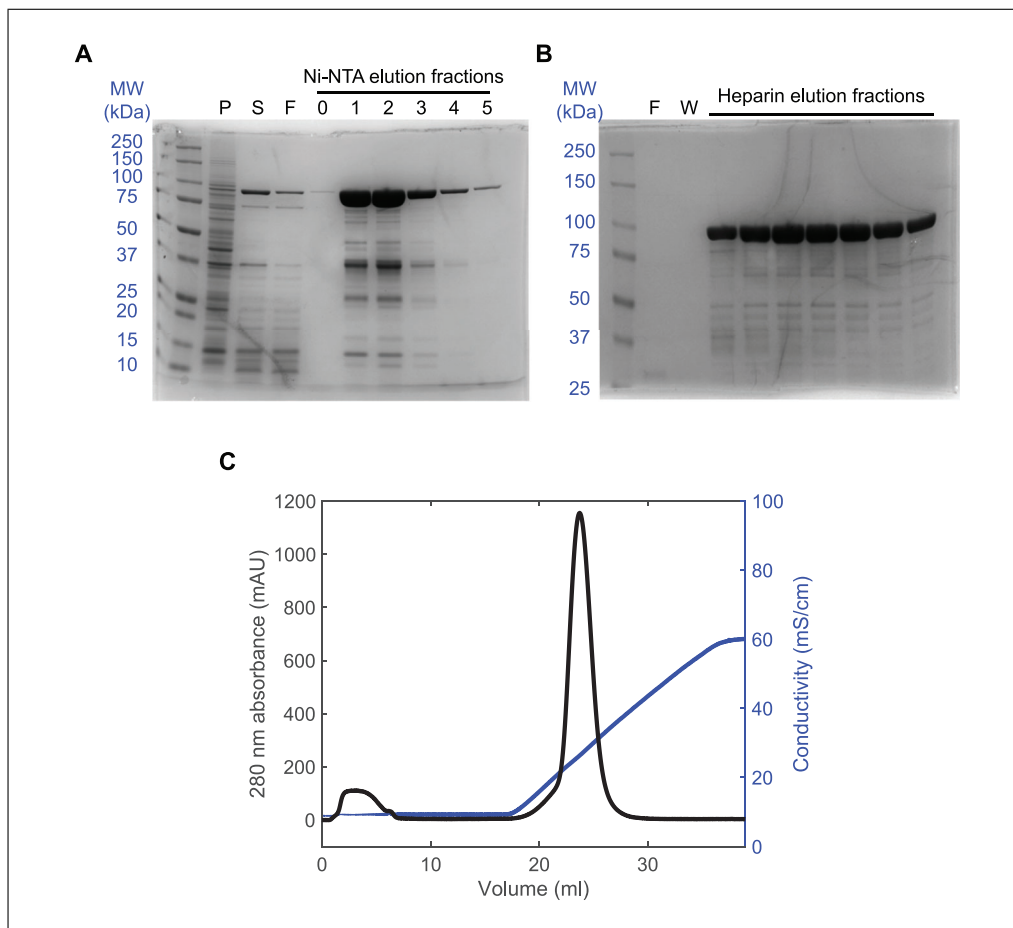 A
B
Ni-NTA elution fractions
MW
(kDa)
P S F 0 1 2 3 4 5
250
150
100
75
50
37
25
20
15
10
MW
(kDa)
Heparin elution fractions
F W
250
150
100
75
50
37
25
C
1200
1000
800
600
400
200
0
280 nm absorbance (mAU)
100
80
60
40
20
0
Conductivity (mS/cm)
0 10 20 30
Volume (ml)